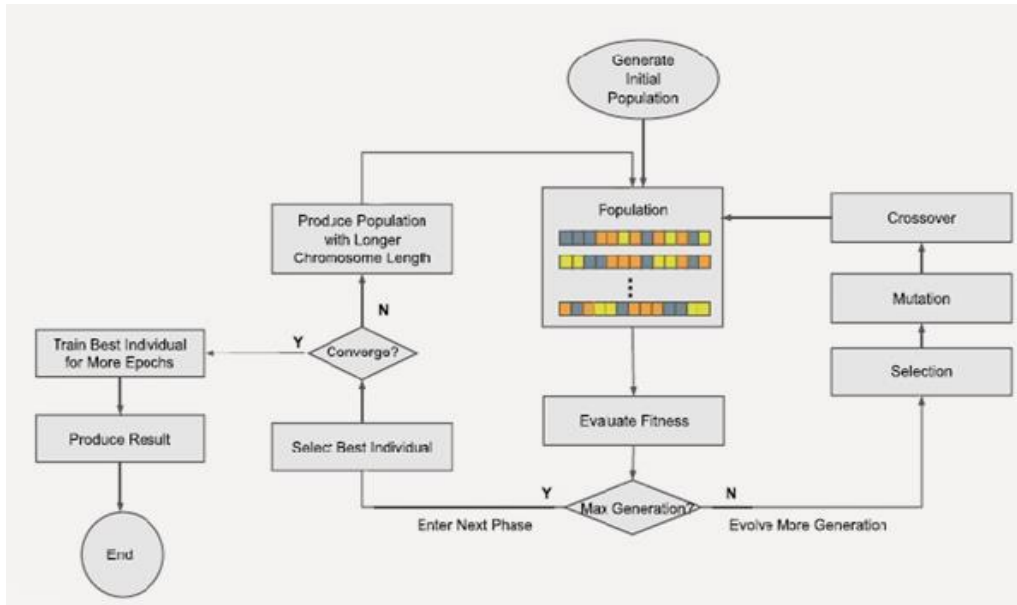 Generate
Initial
Population
Fopulation
Crossover
Produce Population
with Longer
Chromosome Length
Mutation
N
Train Best Individual
for More Epochs
Y
Converge?
Selection
Evaluate Fitness
Produce Result
Select Best Individual
Y
Max Generation?
N
Enter Next Phase
Evolve More Generation
End